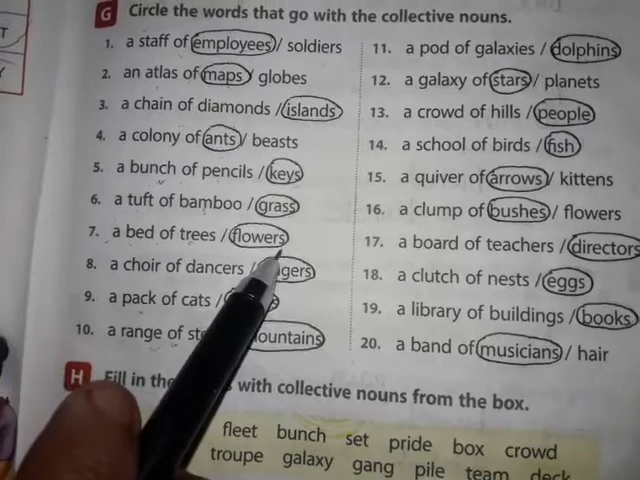 G Circle the words that go with the collective nouns.
1. a staff of employees / soldiers
2. an atlas of maps / globes
3. a chain of diamonds / islands
4. a colony of ants / beasts
5. a bunch of pencils / keys
6. a tuft of bamboo / grass
7. a bed of trees / flowers
8. a choir of dancers /
9. a pack of cats /
10. a range of
11. a pod of galaxies / dolphins
12. a galaxy of stars / planets
13. a crowd of hills / people
14. a school of birds / fish
15. a quiver of arrows / kittens
16. a clump of bushes / flowers
17. a board of teachers / directors
18. a clutch of nests / eggs
19. a library of buildings / books
20. a band of musicians / hair
H Fill in the with collective nouns from the box.
fleet bunch set pride box crowd
troupe galaxy gang pile team deck